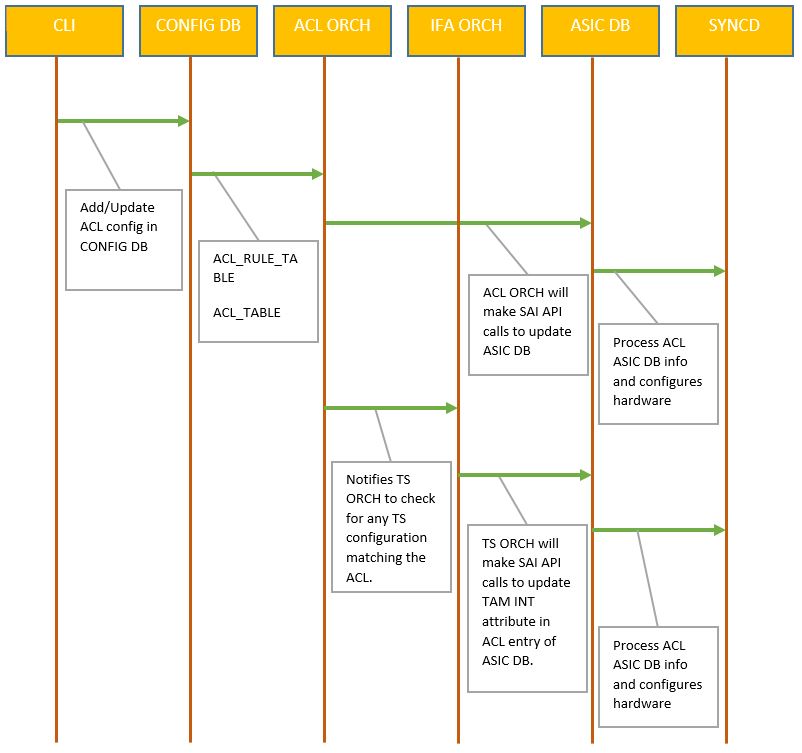 CLI
CONFIG DB
ACL ORCH
IFA ORCH
ASIC DB
SYNCD
Add/Update
ACL config in
CONFIG DB
ACL_RULE_TA
BLE
ACL_TABLE
ACL ORCH will
make SAI API
calls to update
ASIC DB
Process ACL
ASIC DB info
and configures
hardware
Notifies TS
ORCH to check
for any TS
configuration
matching the
ACL.
TS ORCH will
make SAI API
calls to update
TAM INT
attribute in
ACL entry of
ASIC DB.
Process ACL
ASIC DB info
and configures
hardware